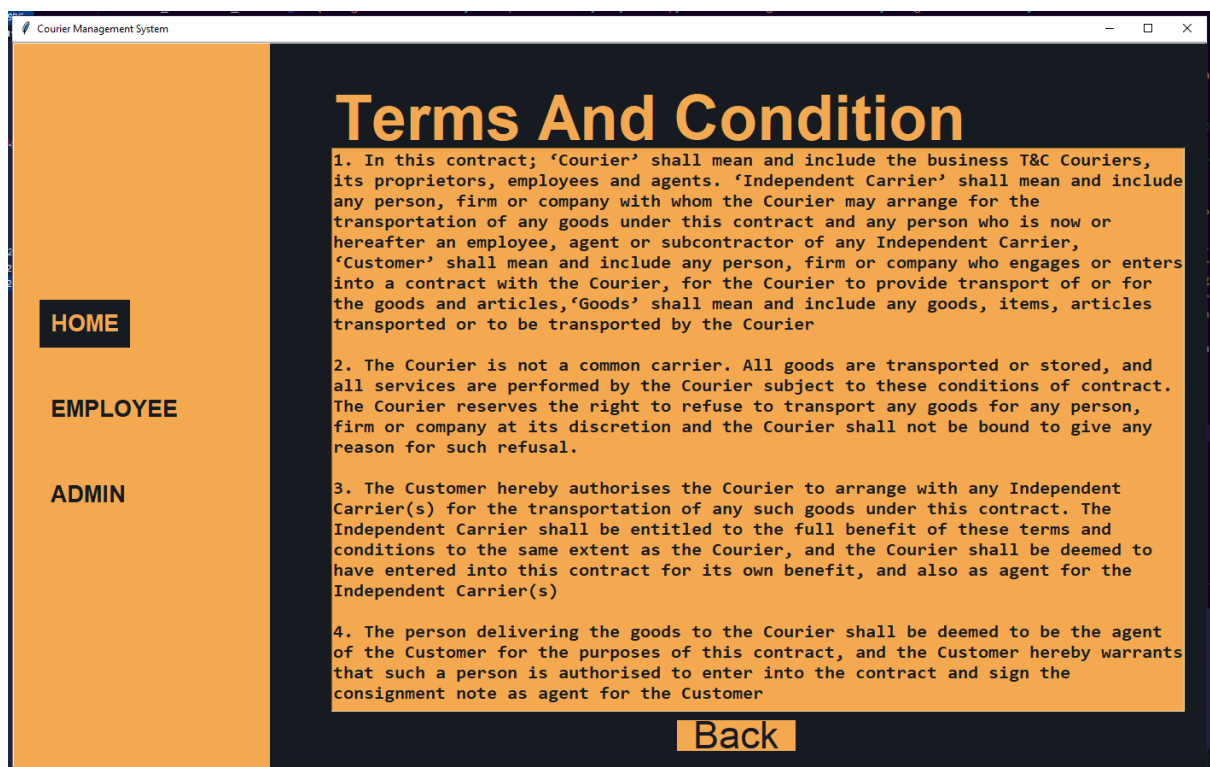 Courier Management System
Terms And Condition
1. In this contract; ‘Courier’ shall mean and include the business T&C Couriers,
its proprietors, employees and agents. ‘Independent Carrier’ shall mean and include
any person, firm or company with whom the Courier may arrange for the
transportation of any goods under this contract and any person who is now or
hereafter an employee, agent or subcontractor of any Independent Carrier,
‘Customer’ shall mean and include any person, firm or company who engages or enters
into a contract with the Courier, for the Courier to provide transport of or for
the goods and articles,‘Goods’ shall mean and include any goods, items, articles
transported or to be transported by the Courier
2. The Courier is not a common carrier. All goods are transported or stored, and
all services are performed by the Courier subject to these conditions of contract.
The Courier reserves the right to refuse to transport any goods for any person,
firm or company at its discretion and the Courier shall not be bound to give any
reason for such refusal.
3. The Customer hereby authorises the Courier to arrange with any Independent
Carrier(s) for the transportation of any such goods under this contract. The
Independent Carrier shall be entitled to the full benefit of these terms and
conditions to the same extent as the Courier, and the Courier shall be deemed to
have entered into this contract for its own benefit, and also as agent for the
Independent Carrier(s)
4. The person delivering the goods to the Courier shall be deemed to be the agent
of the Customer for the purposes of this contract, and the Customer hereby warrants
that such a person is authorised to enter into the contract and sign the
consignment note as agent for the Customer
HOME
EMPLOYEE
ADMIN
Back